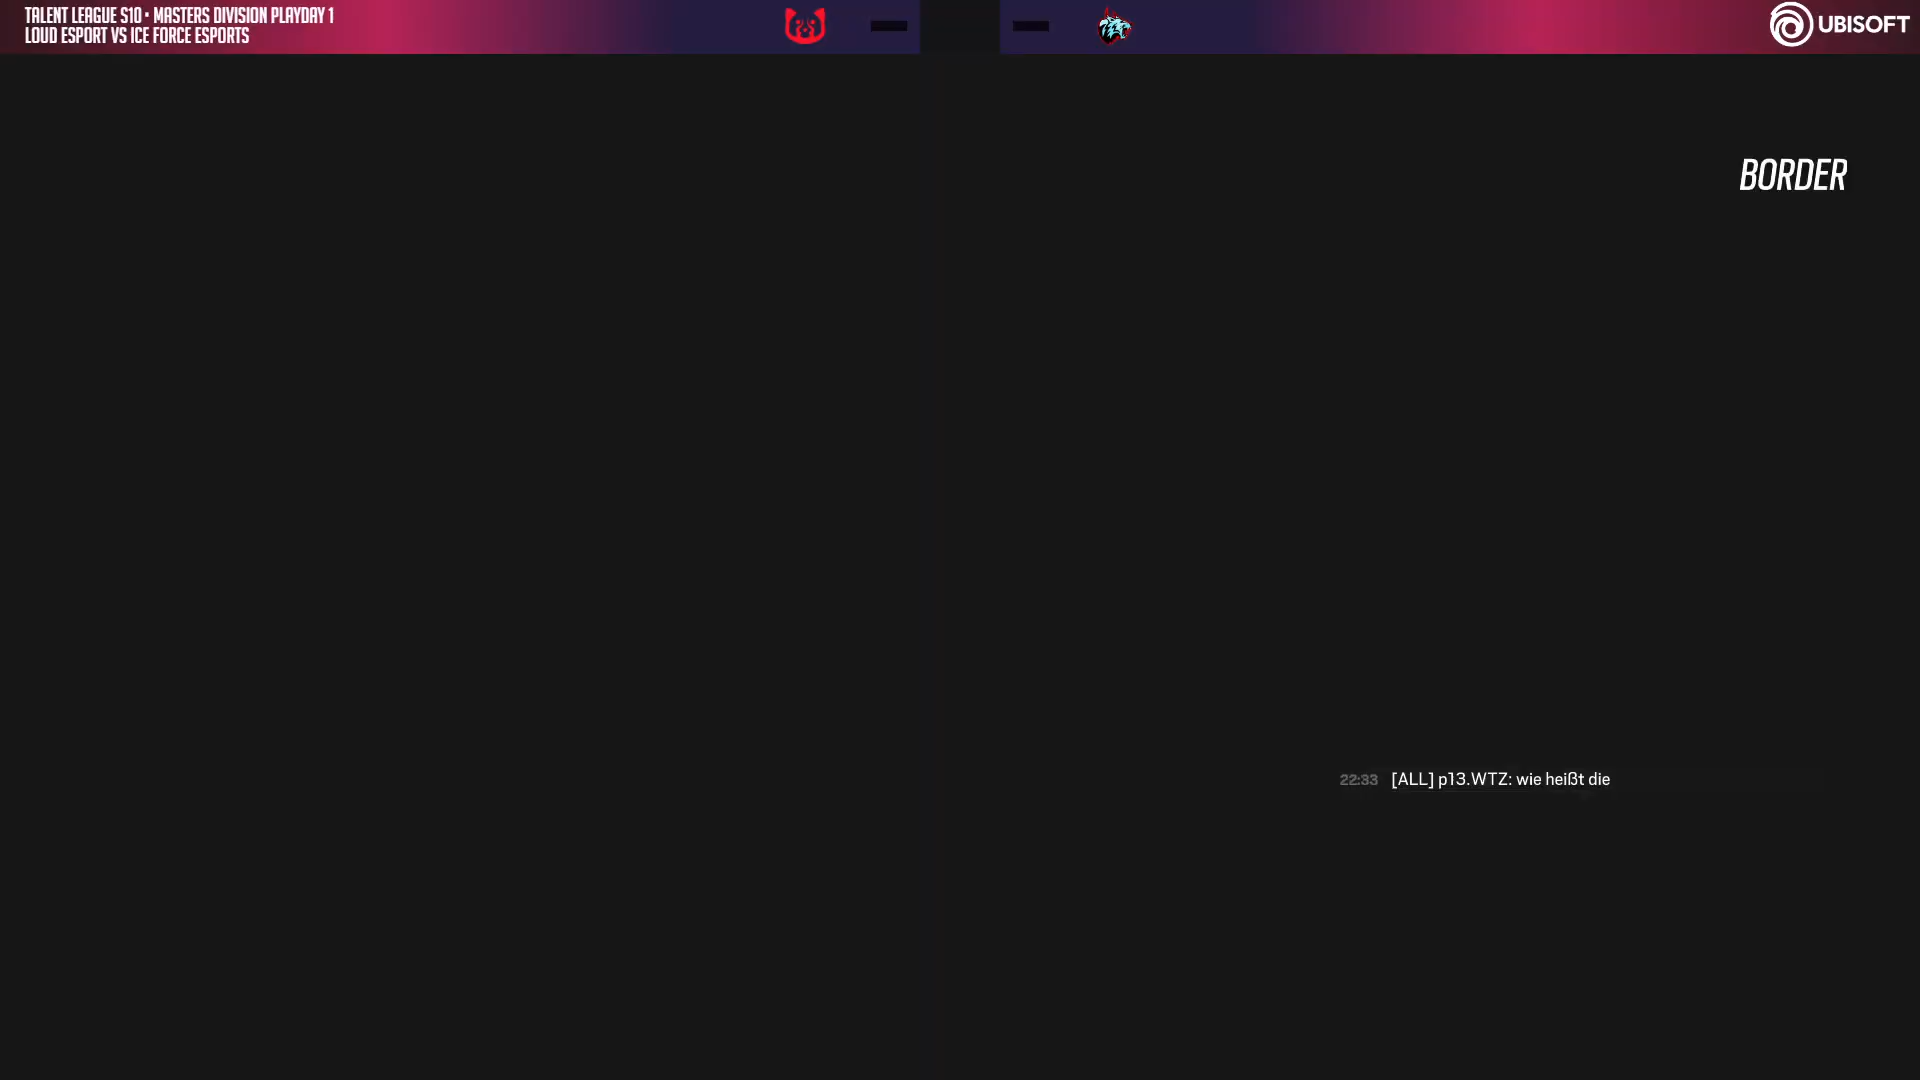 TALENT LEAGUE S10 · MASTERS DIVISION PLAYDAY 1
LOUD ESPORT VS ICE FORCE ESPORTS
UBISOFT
BORDER
22:33 [ALL] p13.WTZ: wie heißt die